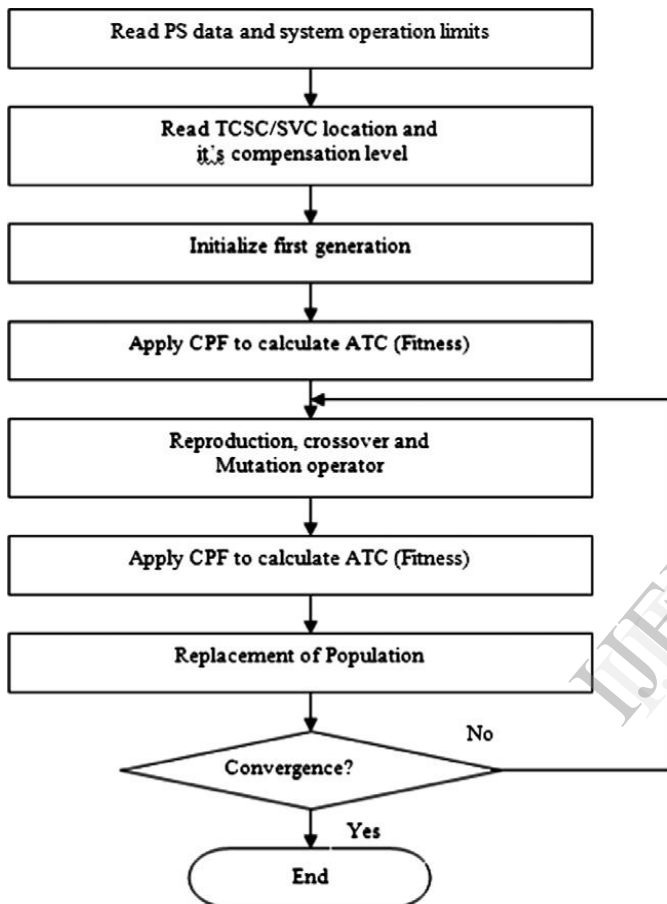 Read PS data and system operation limits
Read TCSC/SVC location and
it's compensation level
Initialize first generation
Apply CPF to calculate ATC (Fitness)
Reproduction, crossover and
Mutation operator
Apply CPF to calculate ATC (Fitness)
Replacement of Population
Convergence?
No
Yes
End